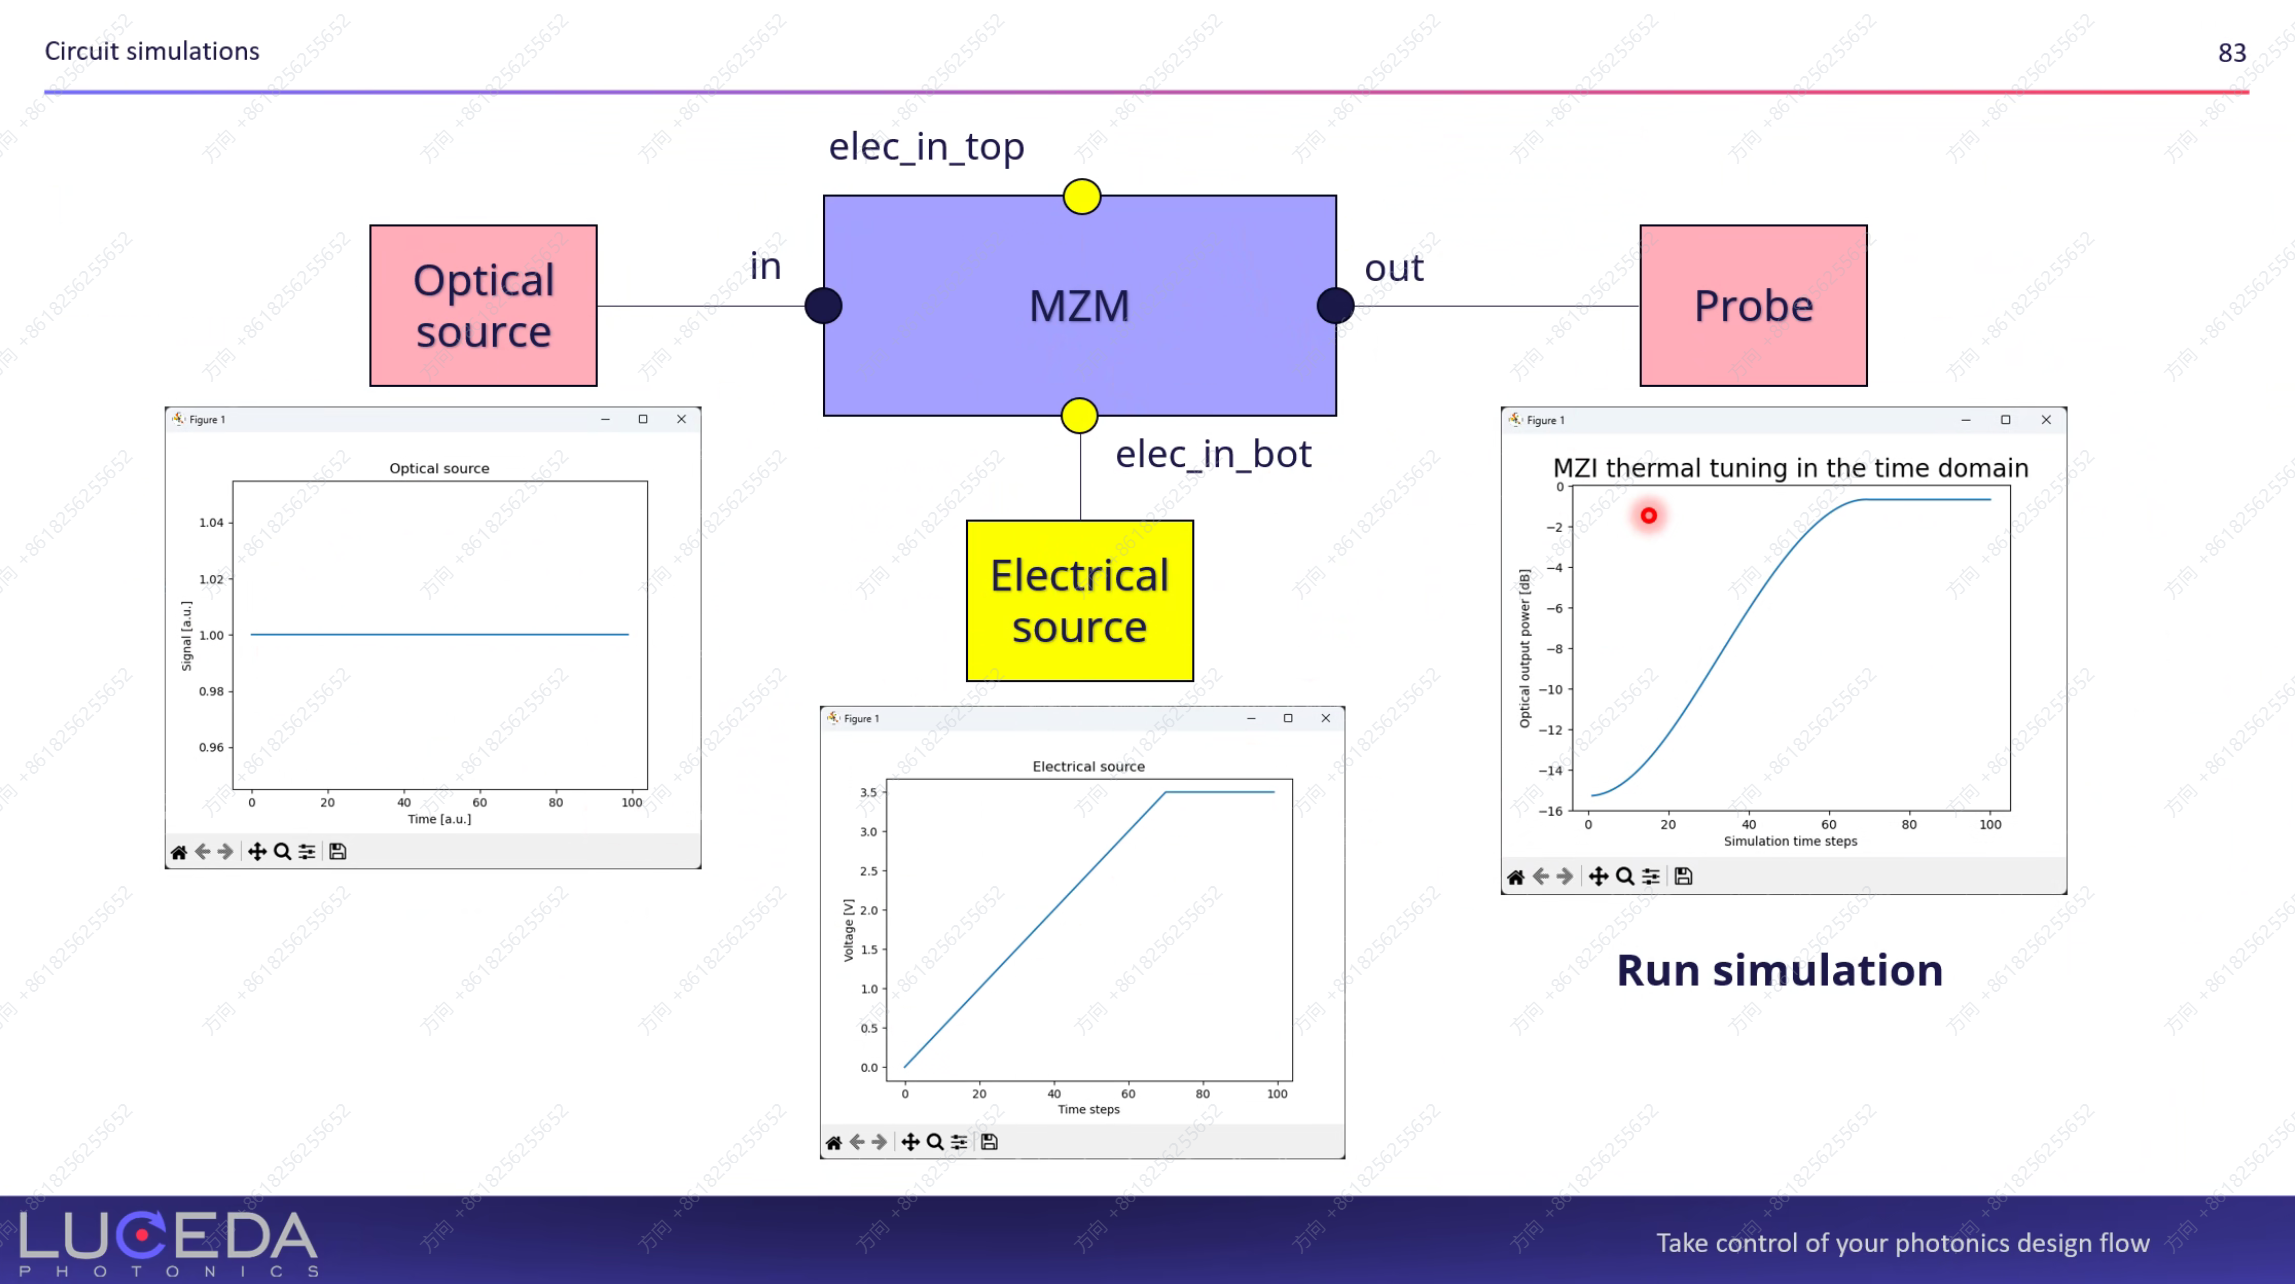 Circuit simulations
83
elec_in_top
Optical
source
in
MZM
out
Probe
elec_in_bot
Electrical
source
Figure 1
Optical source
1.04
1.02
1.00
0.98
0.96
Signal [a.u.]
0 20 40 60 80 100
Time [a.u.]
Figure 1
Electrical source
3.5
3.0
2.5
2.0
1.5
1.0
0.5
0.0
Voltage [V]
0 20 40 60 80 100
Time steps
Figure 1
MZI thermal tuning in the time domain
0
−2
−4
−6
−8
−10
−12
−14
−16
Optical output power [dB]
0 20 40 60 80 100
Simulation time steps
Run simulation
LUCEDA
PHOTONICS
Take control of your photonics design flow
方向 +8618256255652